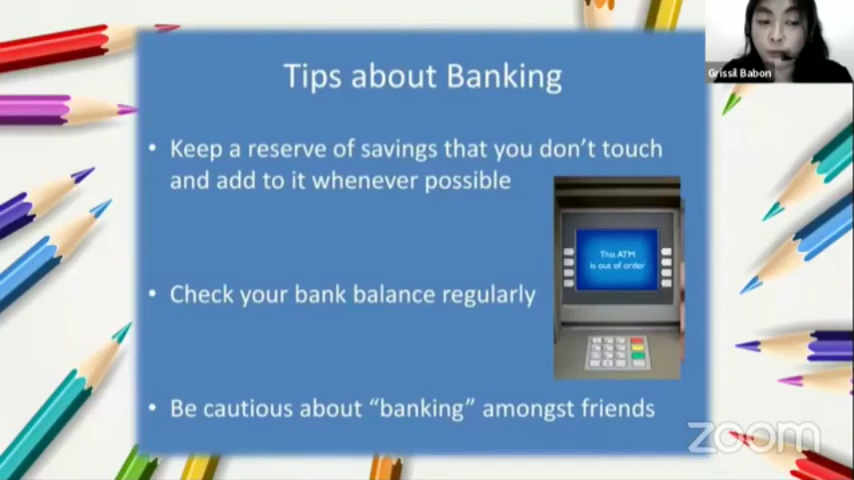 Tips about Banking
Grissil Babon
• Keep a reserve of savings that you don't touch
and add to it whenever possible
This ATM
is out of order
• Check your bank balance regularly
• Be cautious about "banking" amongst friends
zoom